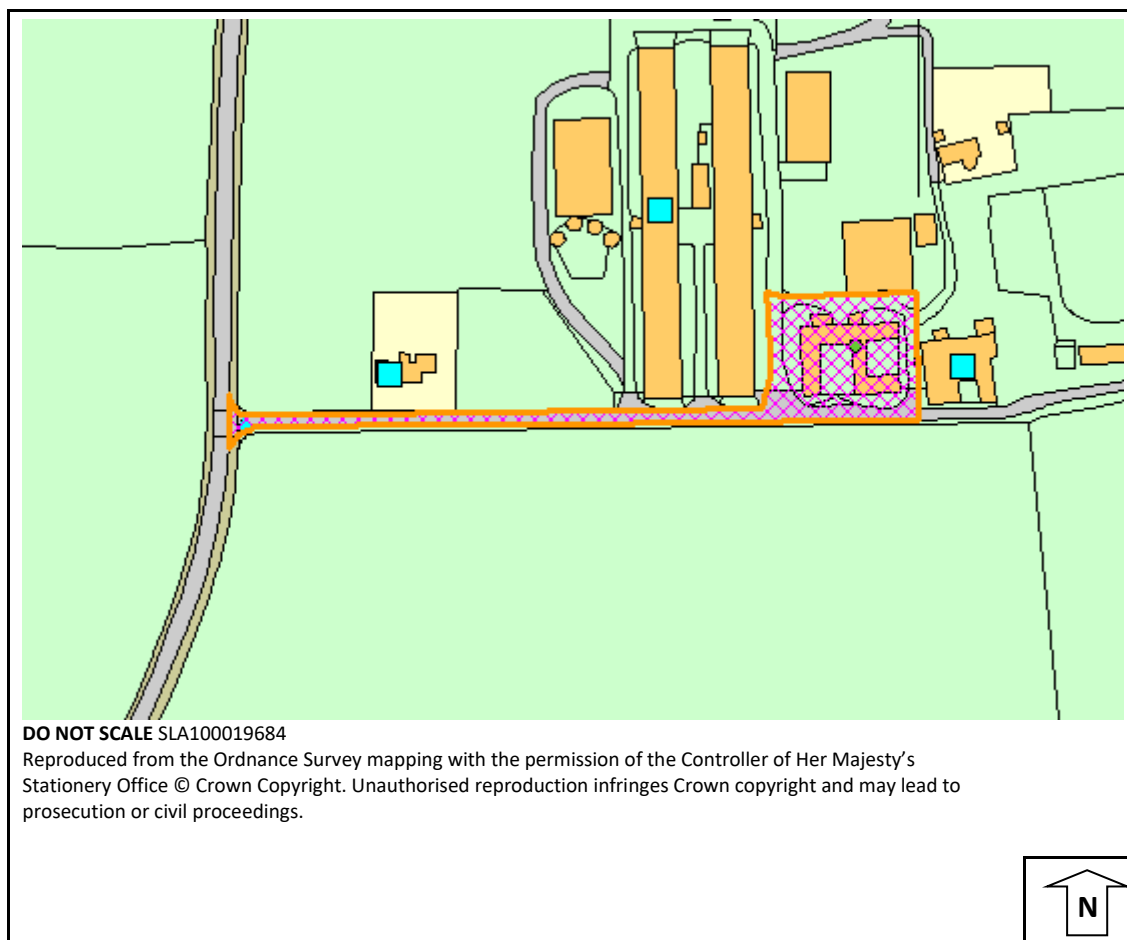 DO NOT SCALE SLA100019684
Reproduced from the Ordnance Survey mapping with the permission of the Controller of Her Majesty’s
Stationery Office © Crown Copyright. Unauthorised reproduction infringes Crown copyright and may lead to
prosecution or civil proceedings.
N